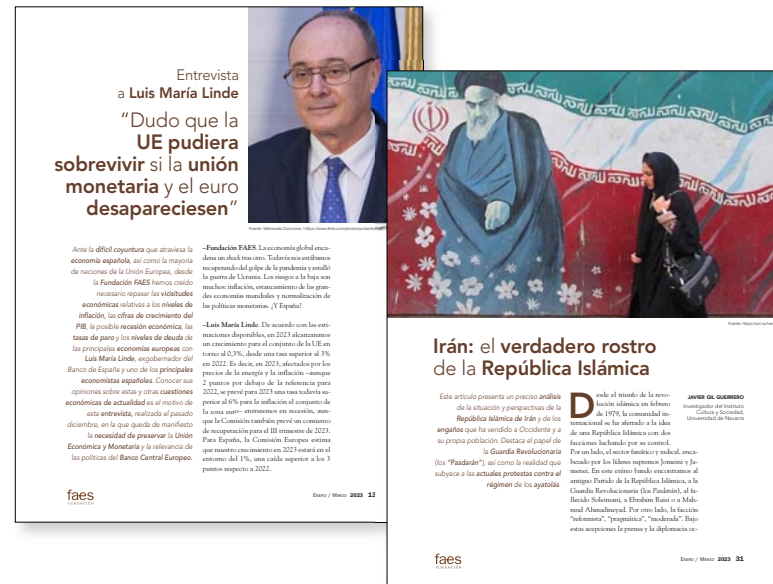 Entrevista
a Luis María Linde
“Dudo que la
UE pudiera
sobrevivir si la unión
monetaria y el euro
desapareciesen”
Ante la difícil coyuntura que atraviesa la
economía española, así como la mayoría
de naciones de la Unión Europea, desde
la Fundación FAES hemos creído
necesario repasar las vicisitudes
económicas relativas a los niveles de
inflación, las cifras de crecimiento del
PIB, la posible recesión económica, las
tasas de paro y los niveles de deuda de
las principales economías europeas con
Luis María Linde, exgobernador del
Banco de España y uno de los principales
economistas españoles. Conocer sus
opiniones sobre estas y otras cuestiones
económicas de actualidad es el motivo de
esta entrevista, realizada el pasado
diciembre, en la que queda de manifiesto
la necesidad de preservar la Unión
Económica y Monetaria y la relevancia de
las políticas del Banco Central Europeo.
–Fundación FAES. La economía global enca-
dena un shock tras otro. Todavía nos estábamos
recuperando del golpe de la pandemia y estalló
la guerra de Ucrania. Los riesgos a la baja son
muchos: inflación, estancamiento de las gran-
des economías mundiales y normalización de
las políticas monetarias. ¿Y España?
–Luis María Linde. De acuerdo con las esti-
maciones disponibles, en 2023 alcanzaremos
un crecimiento para el conjunto de la UE en
torno al 0,3%, desde una tasa superior al 3%
en 2022. Es decir, en 2023, afectados por los
precios de la energía y la inflación –aunque
2 puntos por debajo de la referencia para
2022, se prevé para 2023 una tasa todavía su-
perior al 6% para la inflación el conjunto de
la zona euro– entraremos en recesión, aun-
que la Comisión también prevé un comienzo
de recuperación para el III trimestre de 2023.
Para España, la Comisión Europea estima
que nuestro crecimiento en 2023 estará en el
entorno del 1%, una caída superior a los 3
puntos respecto a 2022.
faes
FUNDACIÓN
ENERO / MARZO 2023 13
Irán: el verdadero rostro
de la República Islámica
Este artículo presenta un preciso análisis
de la situación y perspectivas de la
República Islámica de Irán y de los
engaños que ha vendido a Occidente y a
su propia población. Destaca el papel de
la Guardia Revolucionaria
(los “Pasdarán”), así como la realidad que
subyace a las actuales protestas contra el
régimen de los ayatolás.
Desde el triunfo de la revo-
lución islámica en febrero
de 1979, la comunidad in-
ternacional se ha aferrado a la idea
de una República Islámica con dos
facciones luchando por su control.
Por un lado, el sector fanático y radical, enca-
bezado por los líderes supremos Jomeini y Ja-
menei. En este etéreo bando encontramos al
antiguo Partido de la República Islámica, a la
Guardia Revolucionaria (los Pasdarán), al fa-
llecido Soleimani, a Ebrahim Raisi o a Mah-
mud Ahmadineyad. Por otro lado, la facción
“reformista”, “pragmática”, “moderada”. Bajo
estas acepciones la prensa y la diplomacia oc-
JAVIER GIL GUERRERO
Investigador del Instituto
Cultura y Sociedad,
Universidad de Navarra
faes
FUNDACIÓN
ENERO / MARZO 2023 31